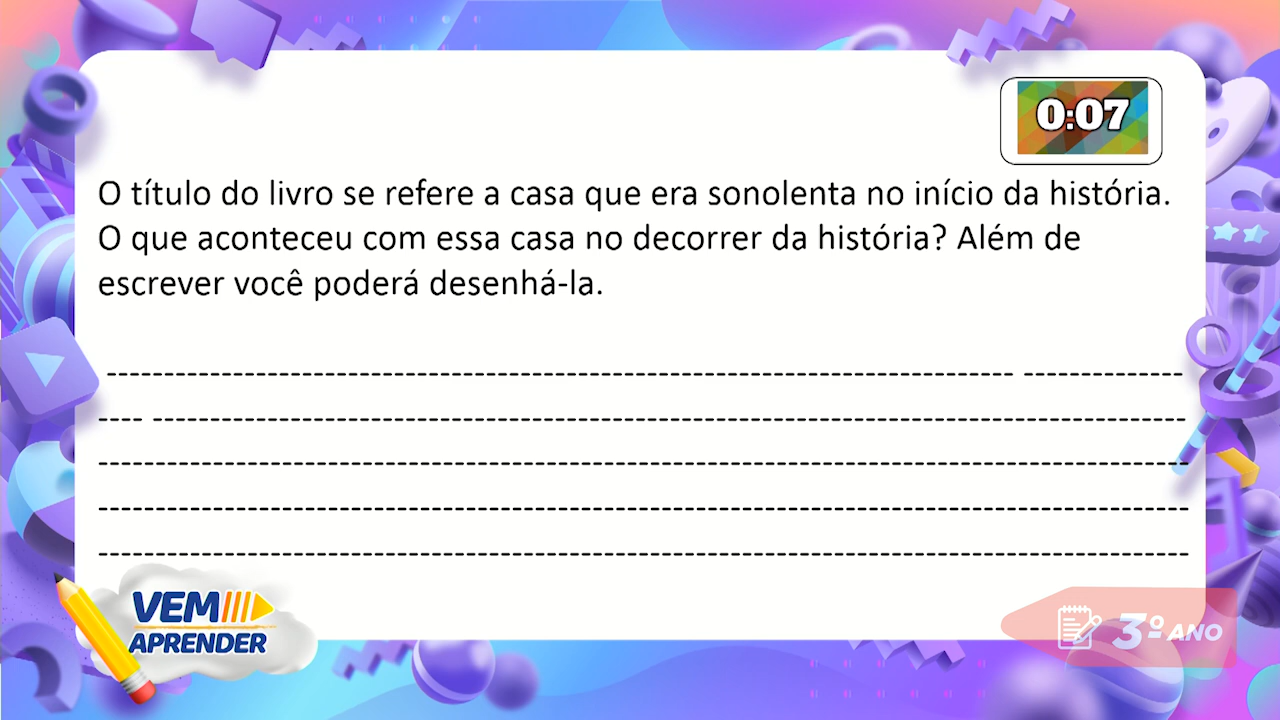 0:07
O título do livro se refere a casa que era sonolenta no início da história.
O que aconteceu com essa casa no decorrer da história? Além de
escrever você poderá desenhá-la.
VEM
APRENDER
3º ANO